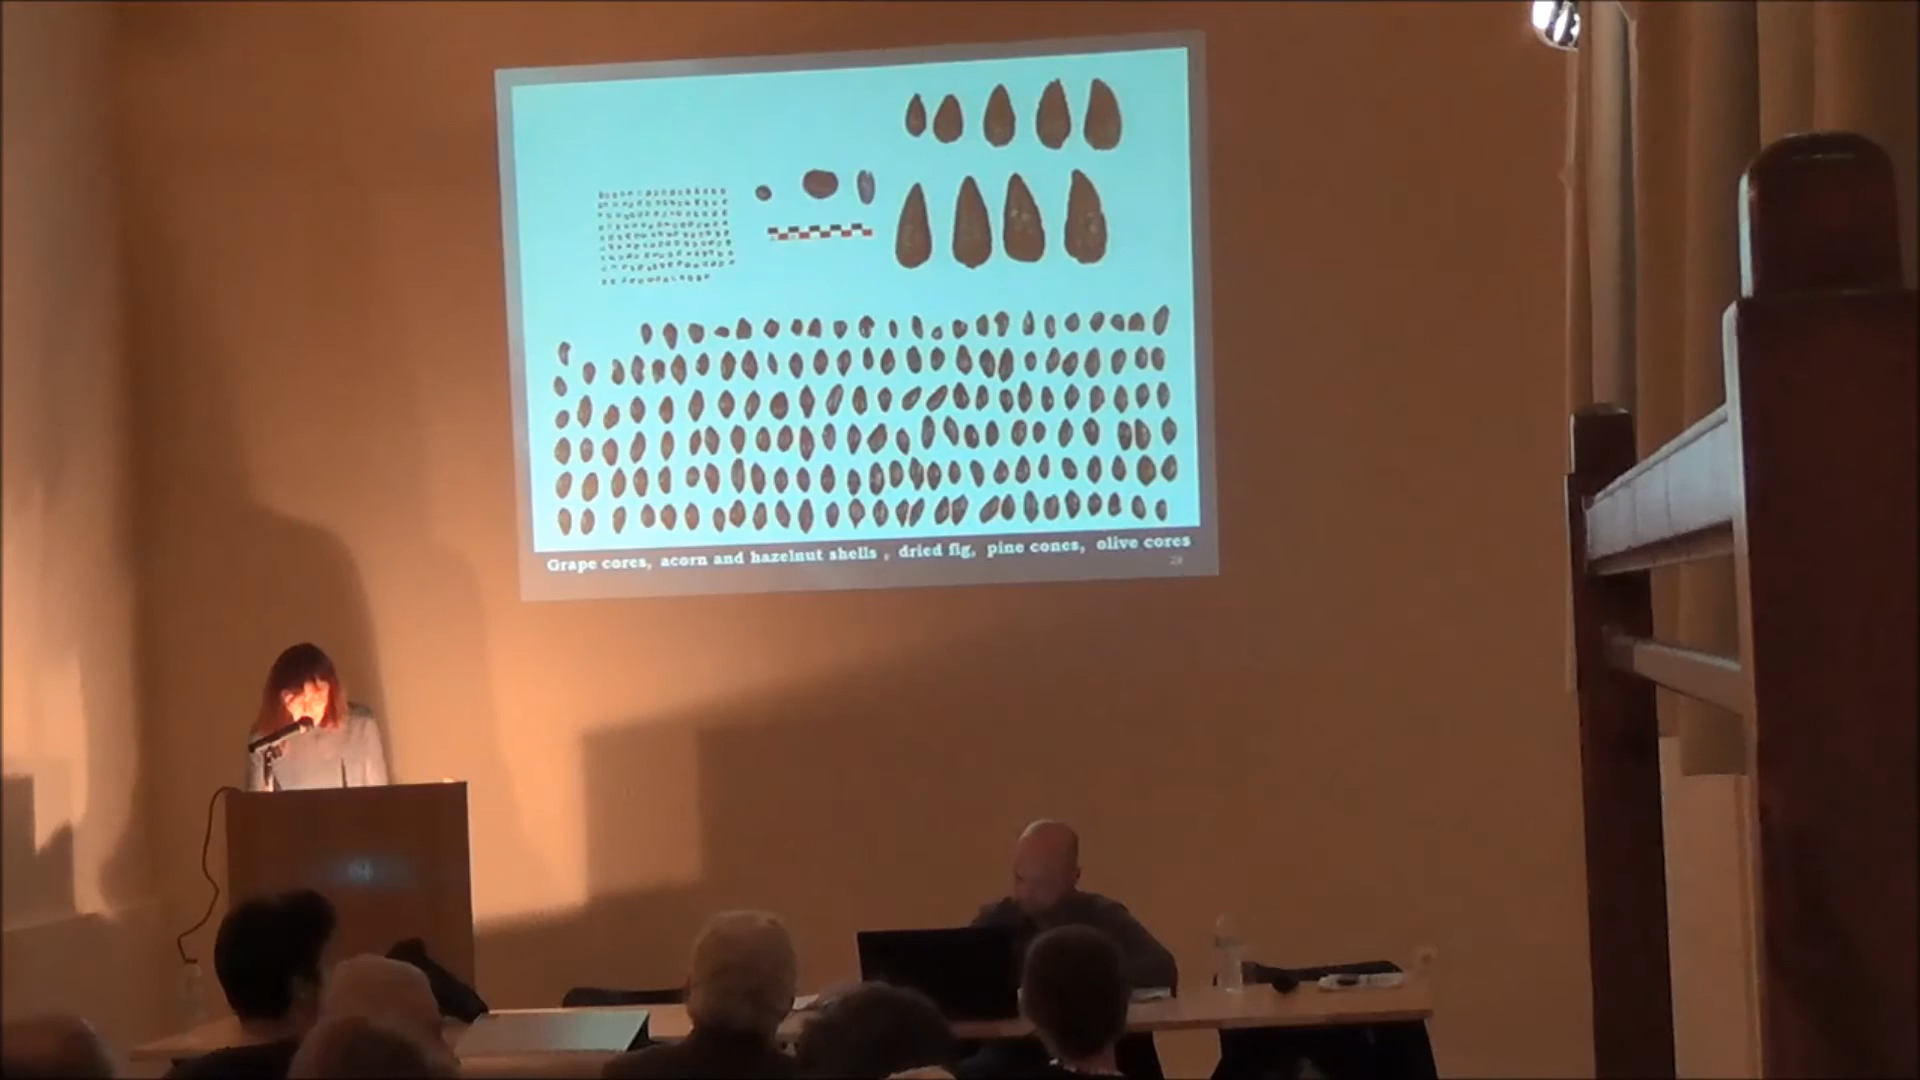 Grape cores, acorn and hazelnut shells , dried fig, pine cones, olive cores